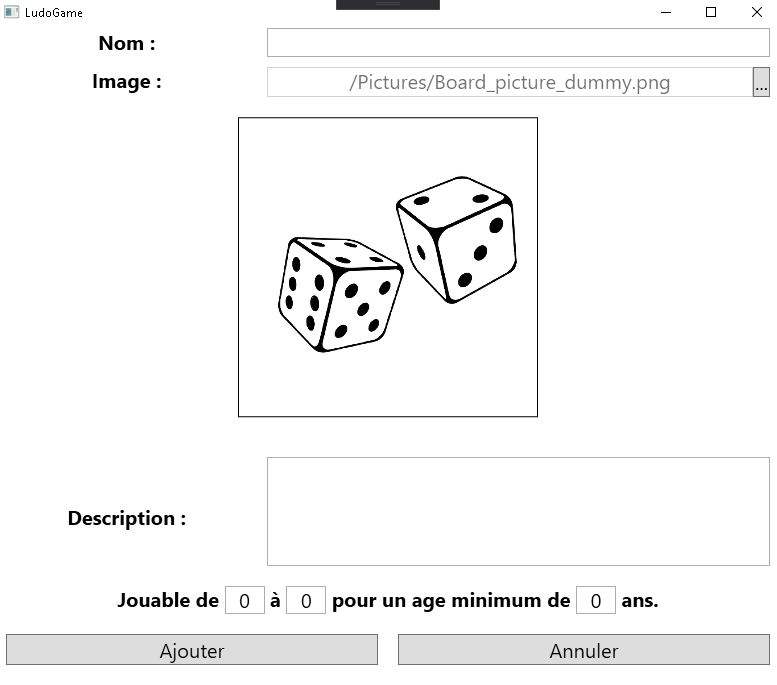 LudoGame
Nom :
Image : /Pictures/Board_picture_dummy.png ...
Description :
Jouable de 0 à 0 pour un age minimum de 0 ans.
Ajouter Annuler